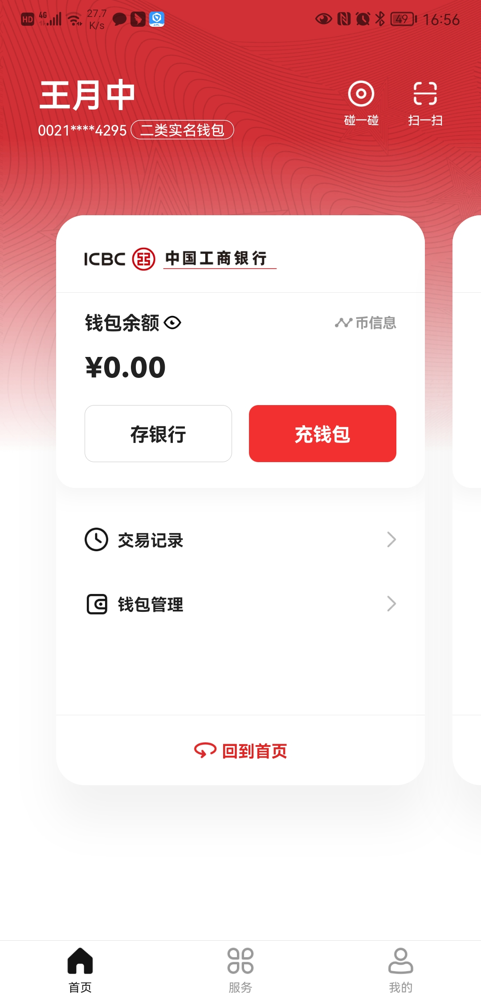 HD 4G 27.7 K/s 49 16:56
王月中
碰一碰 扫一扫
0021****4295 二类实名钱包
ICBC 中国工商银行
钱包余额 币信息
¥0.00
存银行 充钱包
交易记录
钱包管理
回到首页
首页 服务 我的